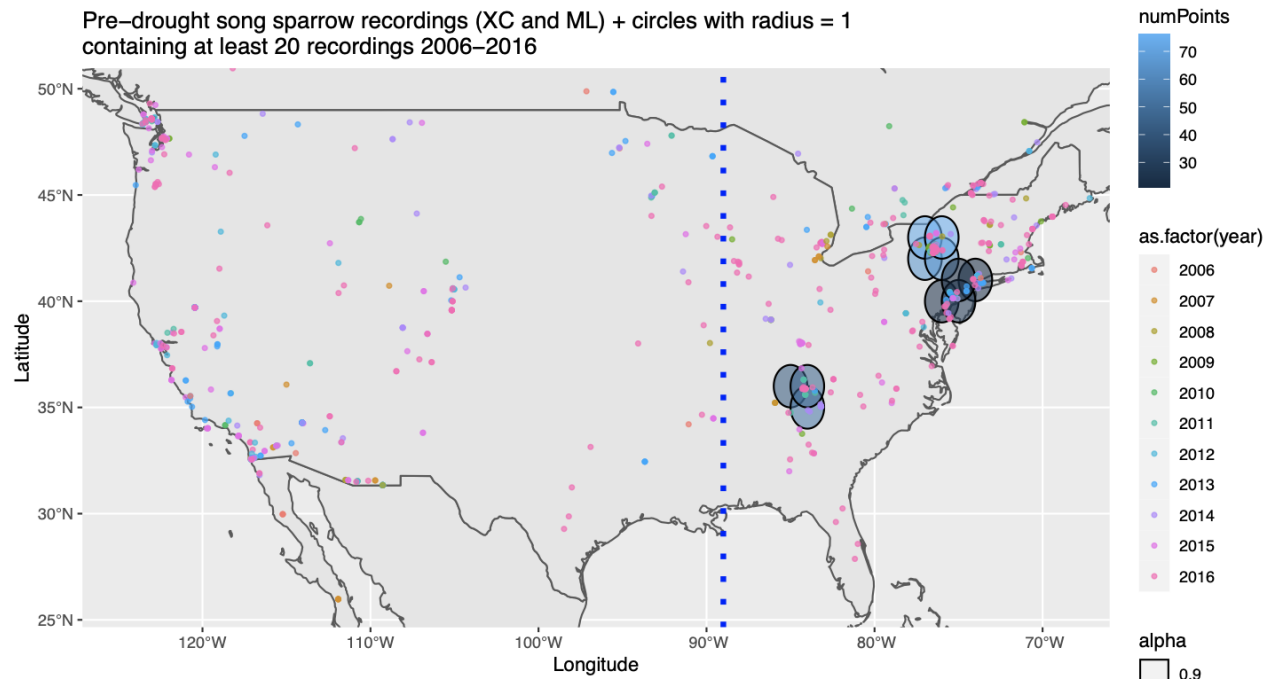 Pre−drought song sparrow recordings (XC and ML) + circles with radius = 1
containing at least 20 recordings 2006−2016
numPoints
70
60
50
40
30
as.factor(year)
2006
2007
2008
2009
2010
2011
2012
2013
2014
2015
2016
alpha
0.9
Latitude
50°N
45°N
40°N
35°N
30°N
25°N
120°W
110°W
100°W
90°W
80°W
70°W
Longitude